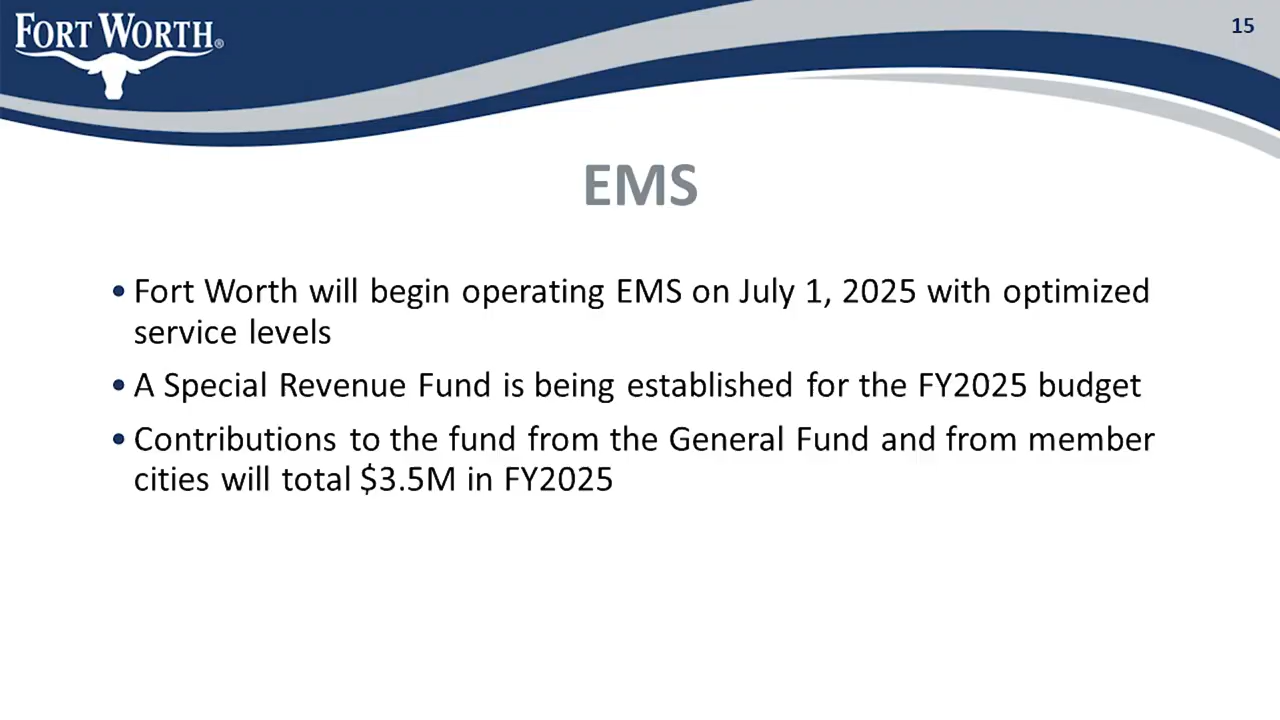 FORT WORTH®
15
EMS
• Fort Worth will begin operating EMS on July 1, 2025 with optimized
service levels
• A Special Revenue Fund is being established for the FY2025 budget
• Contributions to the fund from the General Fund and from member
cities will total $3.5M in FY2025